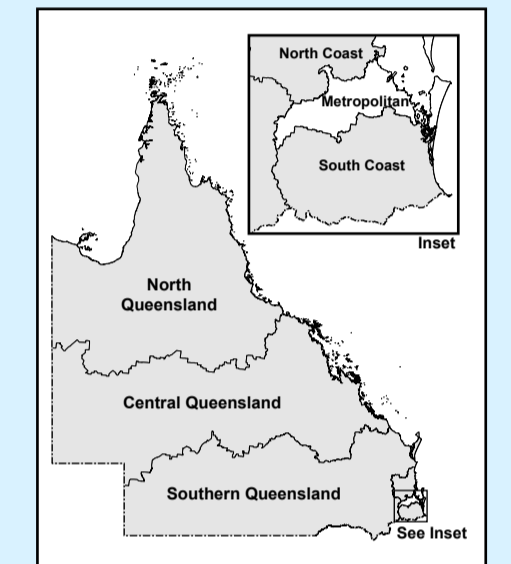 North Coast
Metropolitan
South Coast
Inset
North
Queensland
Central Queensland
Southern Queensland
See Inset